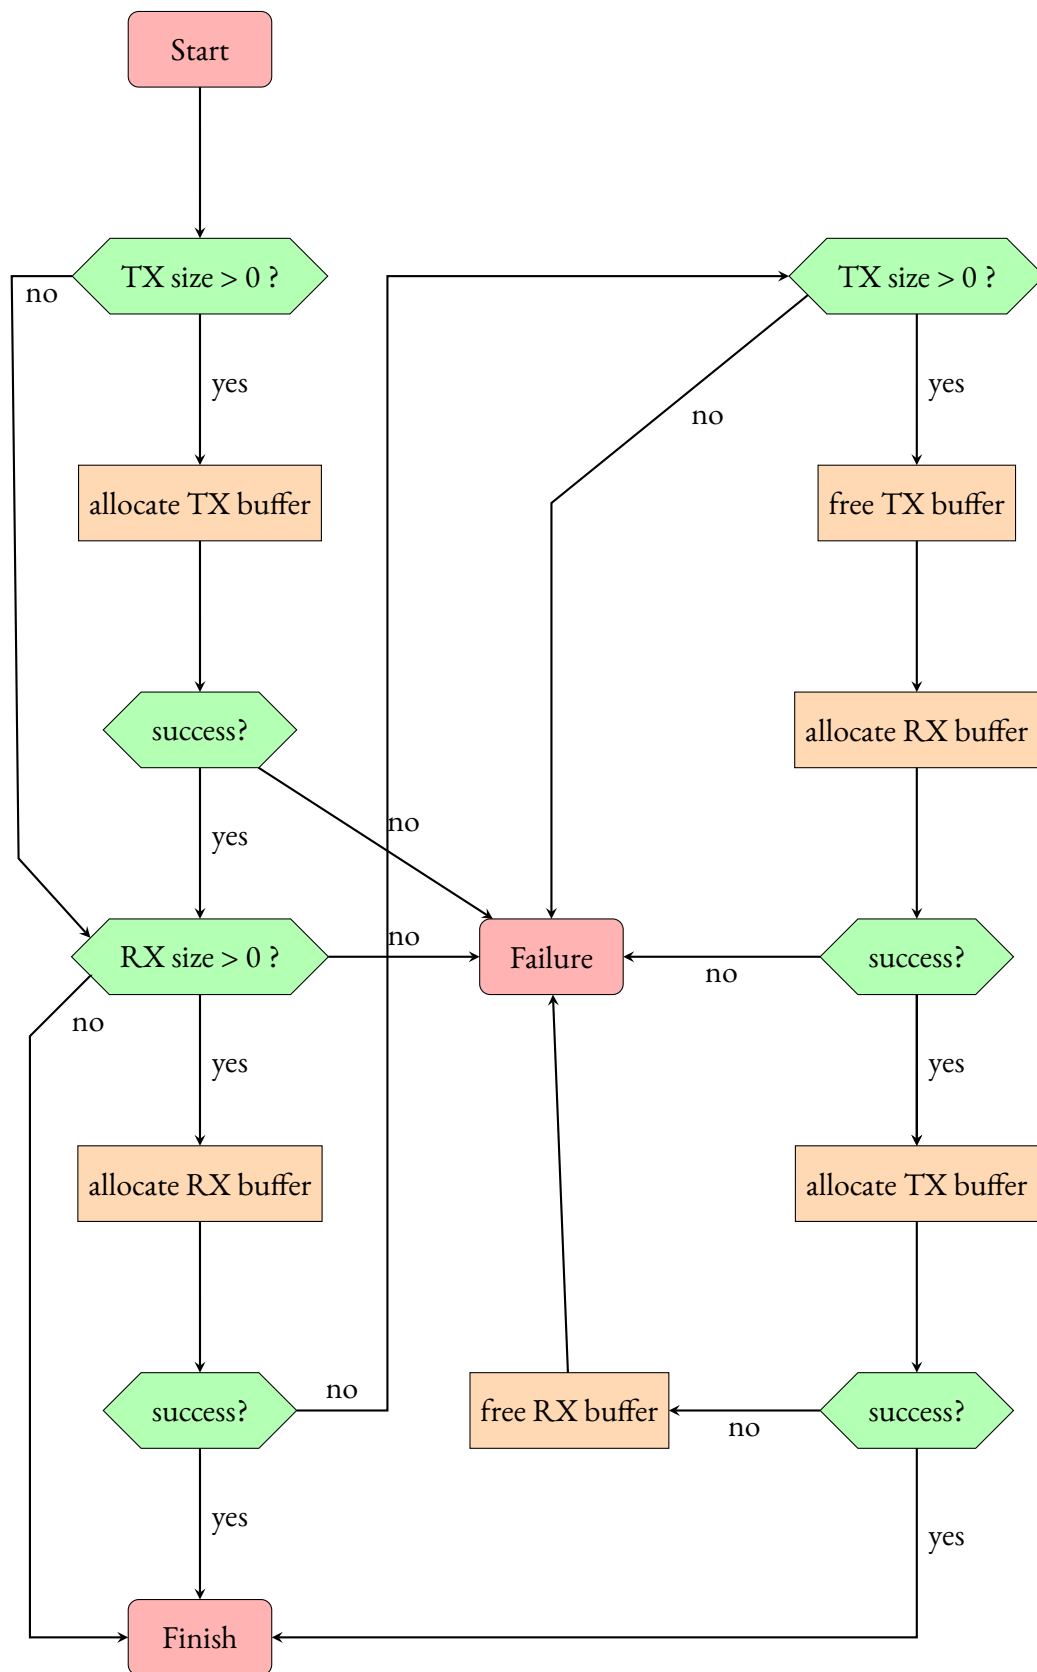 Start
TX size > 0 ?
TX size > 0 ?
no
yes
yes
no
allocate TX buffer
free TX buffer
success?
allocate RX buffer
no
yes
no
RX size > 0 ?
Failure
success?
no
no
yes
yes
allocate RX buffer
allocate TX buffer
no
success?
free RX buffer
success?
no
yes
yes
Finish